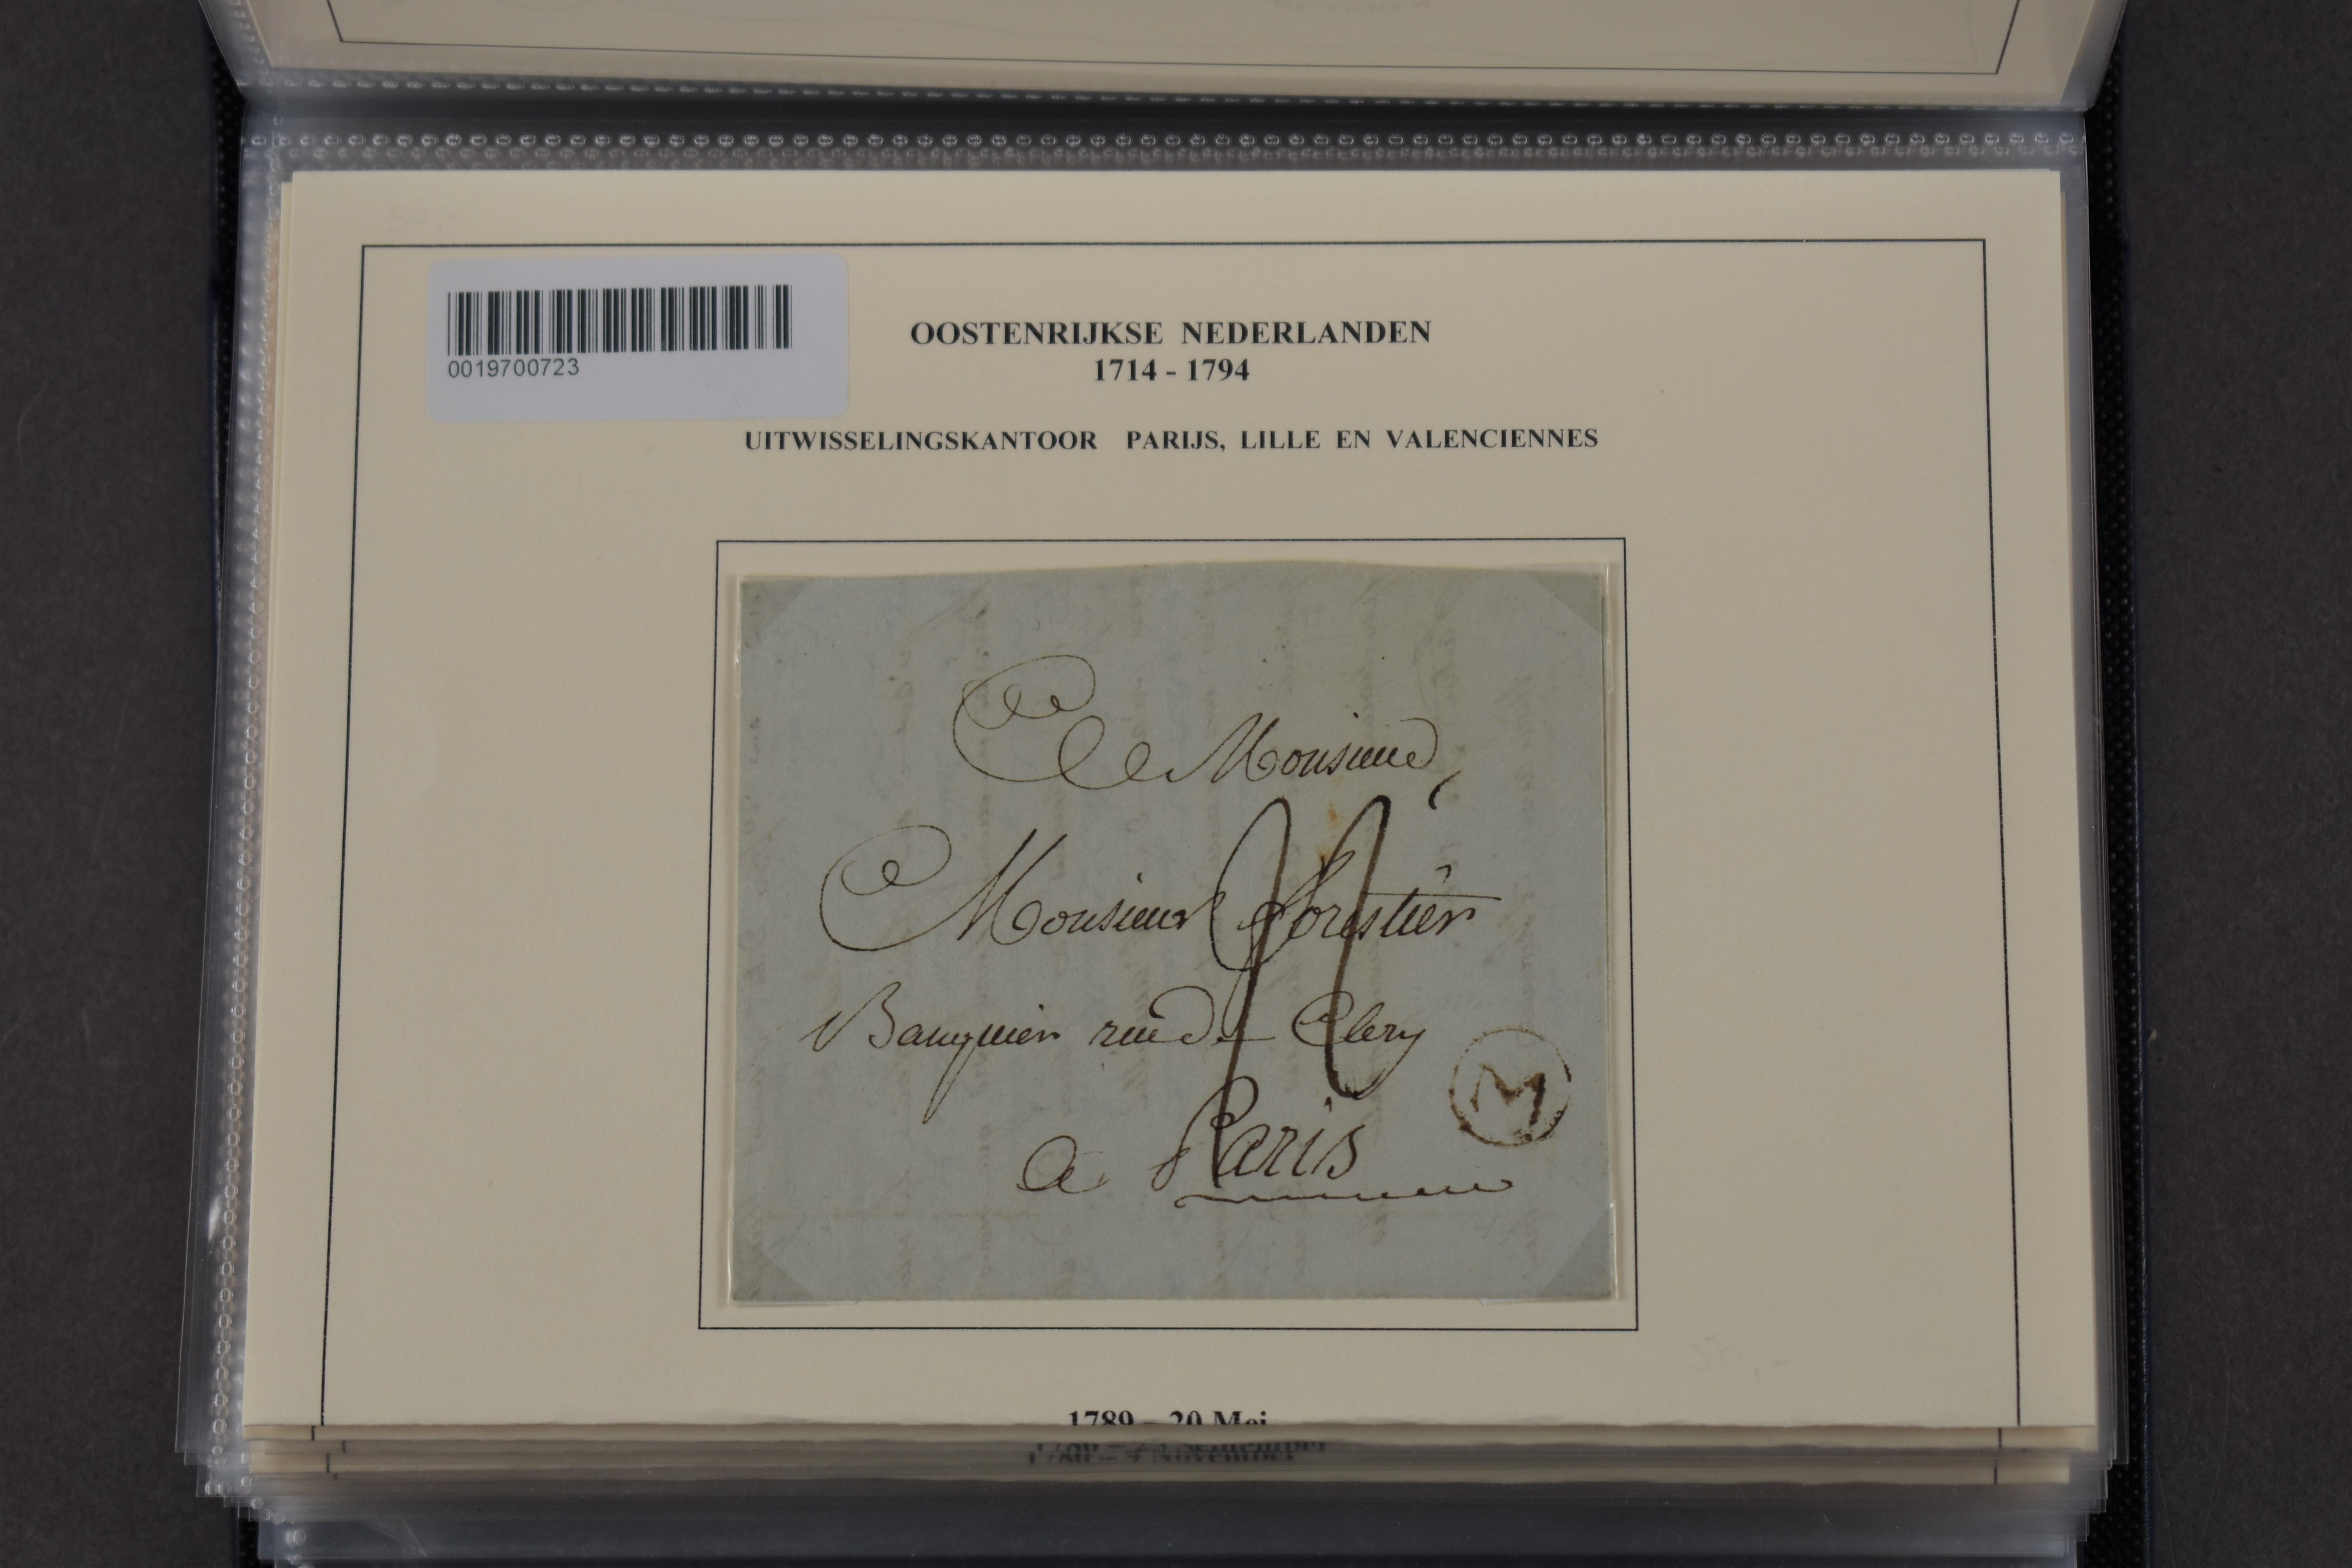 0019700723
OOSTENRIJKSE NEDERLANDEN
1714 - 1794
UITWISSELINGSKANTOOR PARIJS, LILLE EN VALENCIENNES
A Monsieur
Monsieur forestier
Banquier rue de Clery
a Paris
M
1789 – 20 Mei